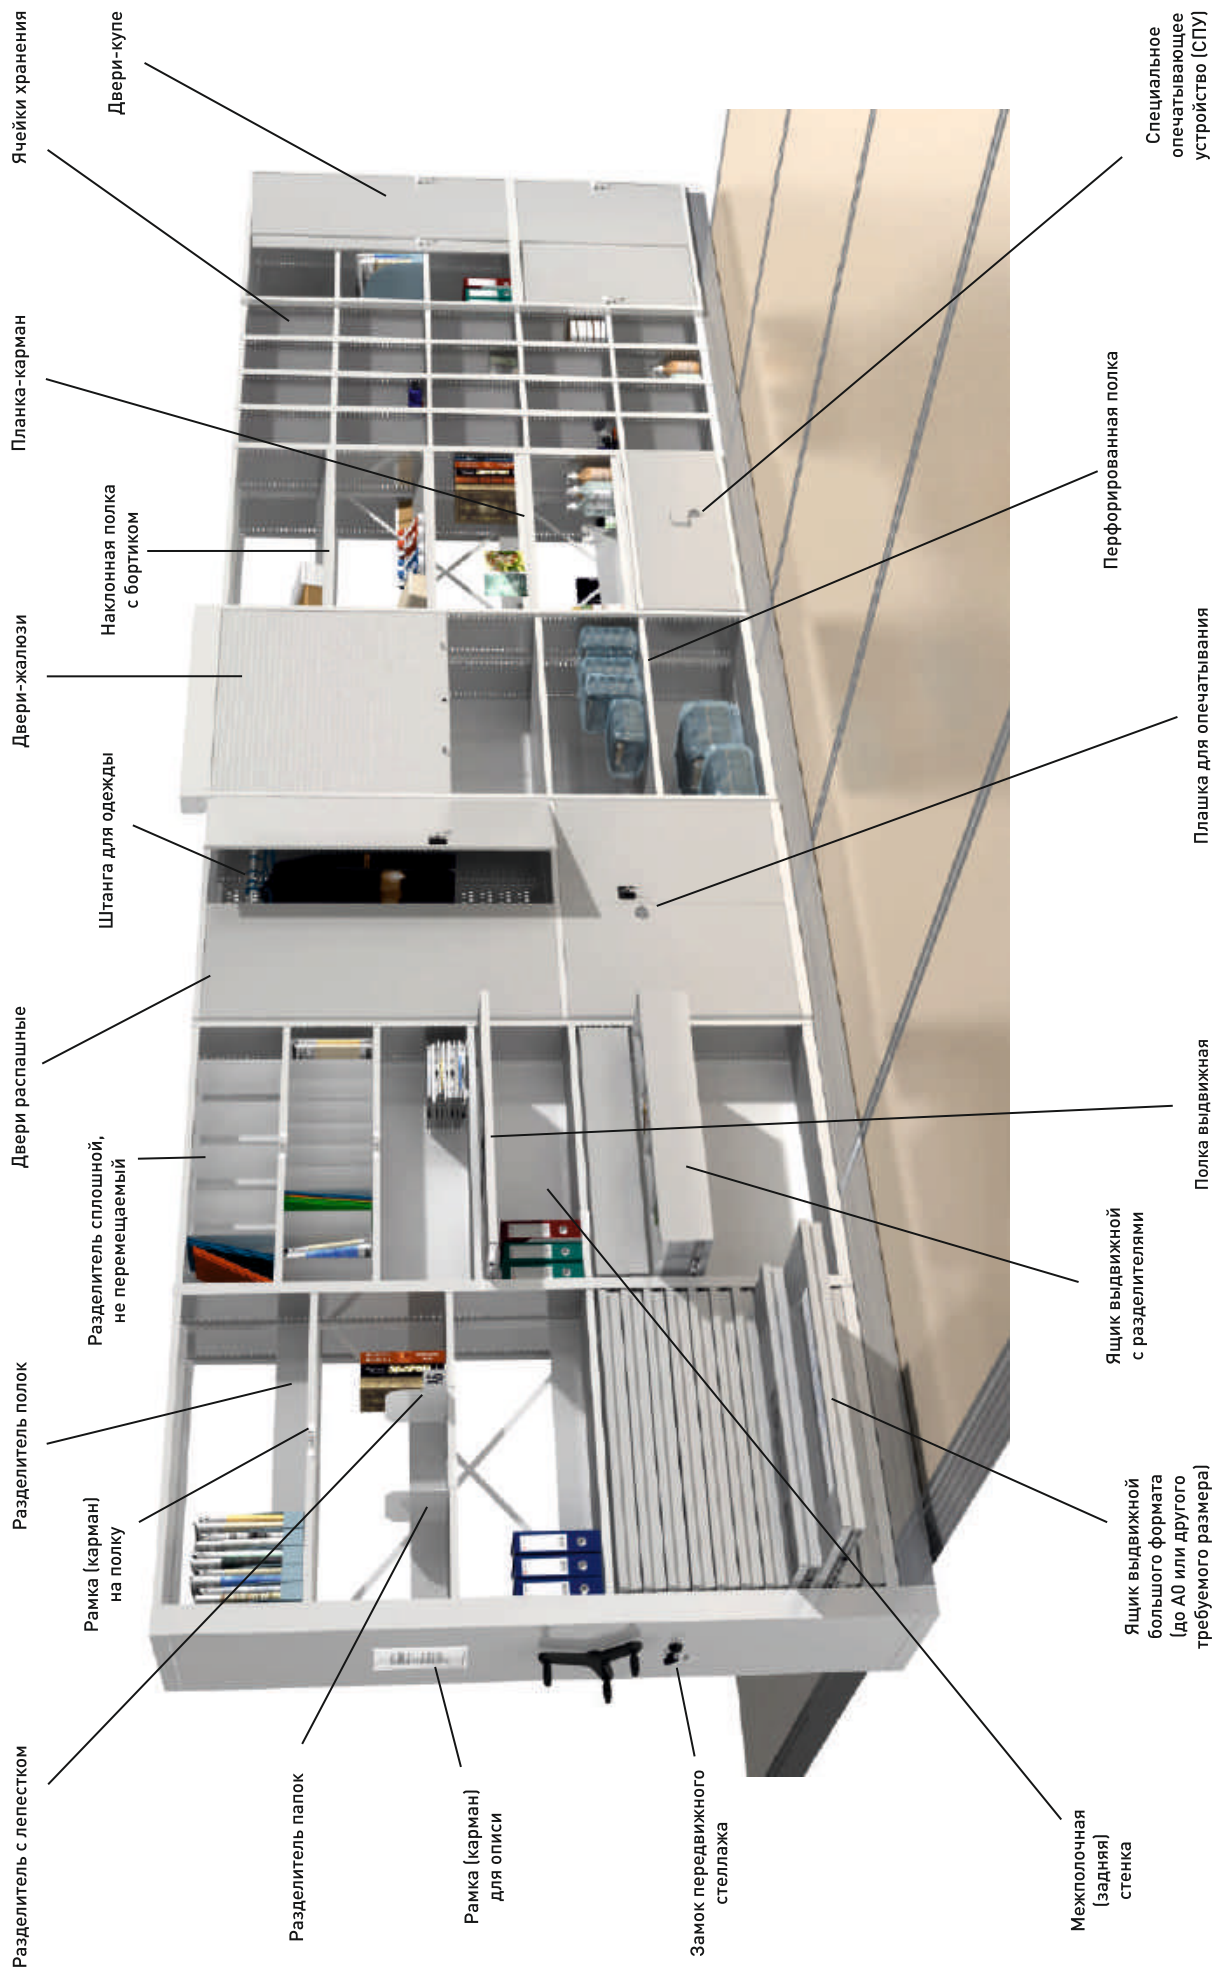 Разделитель с лепестком
Разделитель полок
Двери распашные
Двери-жалюзи
Планка-карман
Ячейки хранения
Рамка (карман)
на полку
Разделитель сплошной,
не перемещаемый
Штанга для одежды
Наклонная полка
с бортиком
Двери-купе
Разделитель папок
Рамка (карман)
для описи
Замок передвижного
стеллажа
Межполочная
(задняя)
стенка
Ящик выдвижной
большого формата
(до А0 или другого
требуемого размера)
Ящик выдвижной
с разделителями
Полка выдвижная
Плашка для опечатывания
Перфорированная полка
Специальное
опечатывающее
устройство (СПУ)